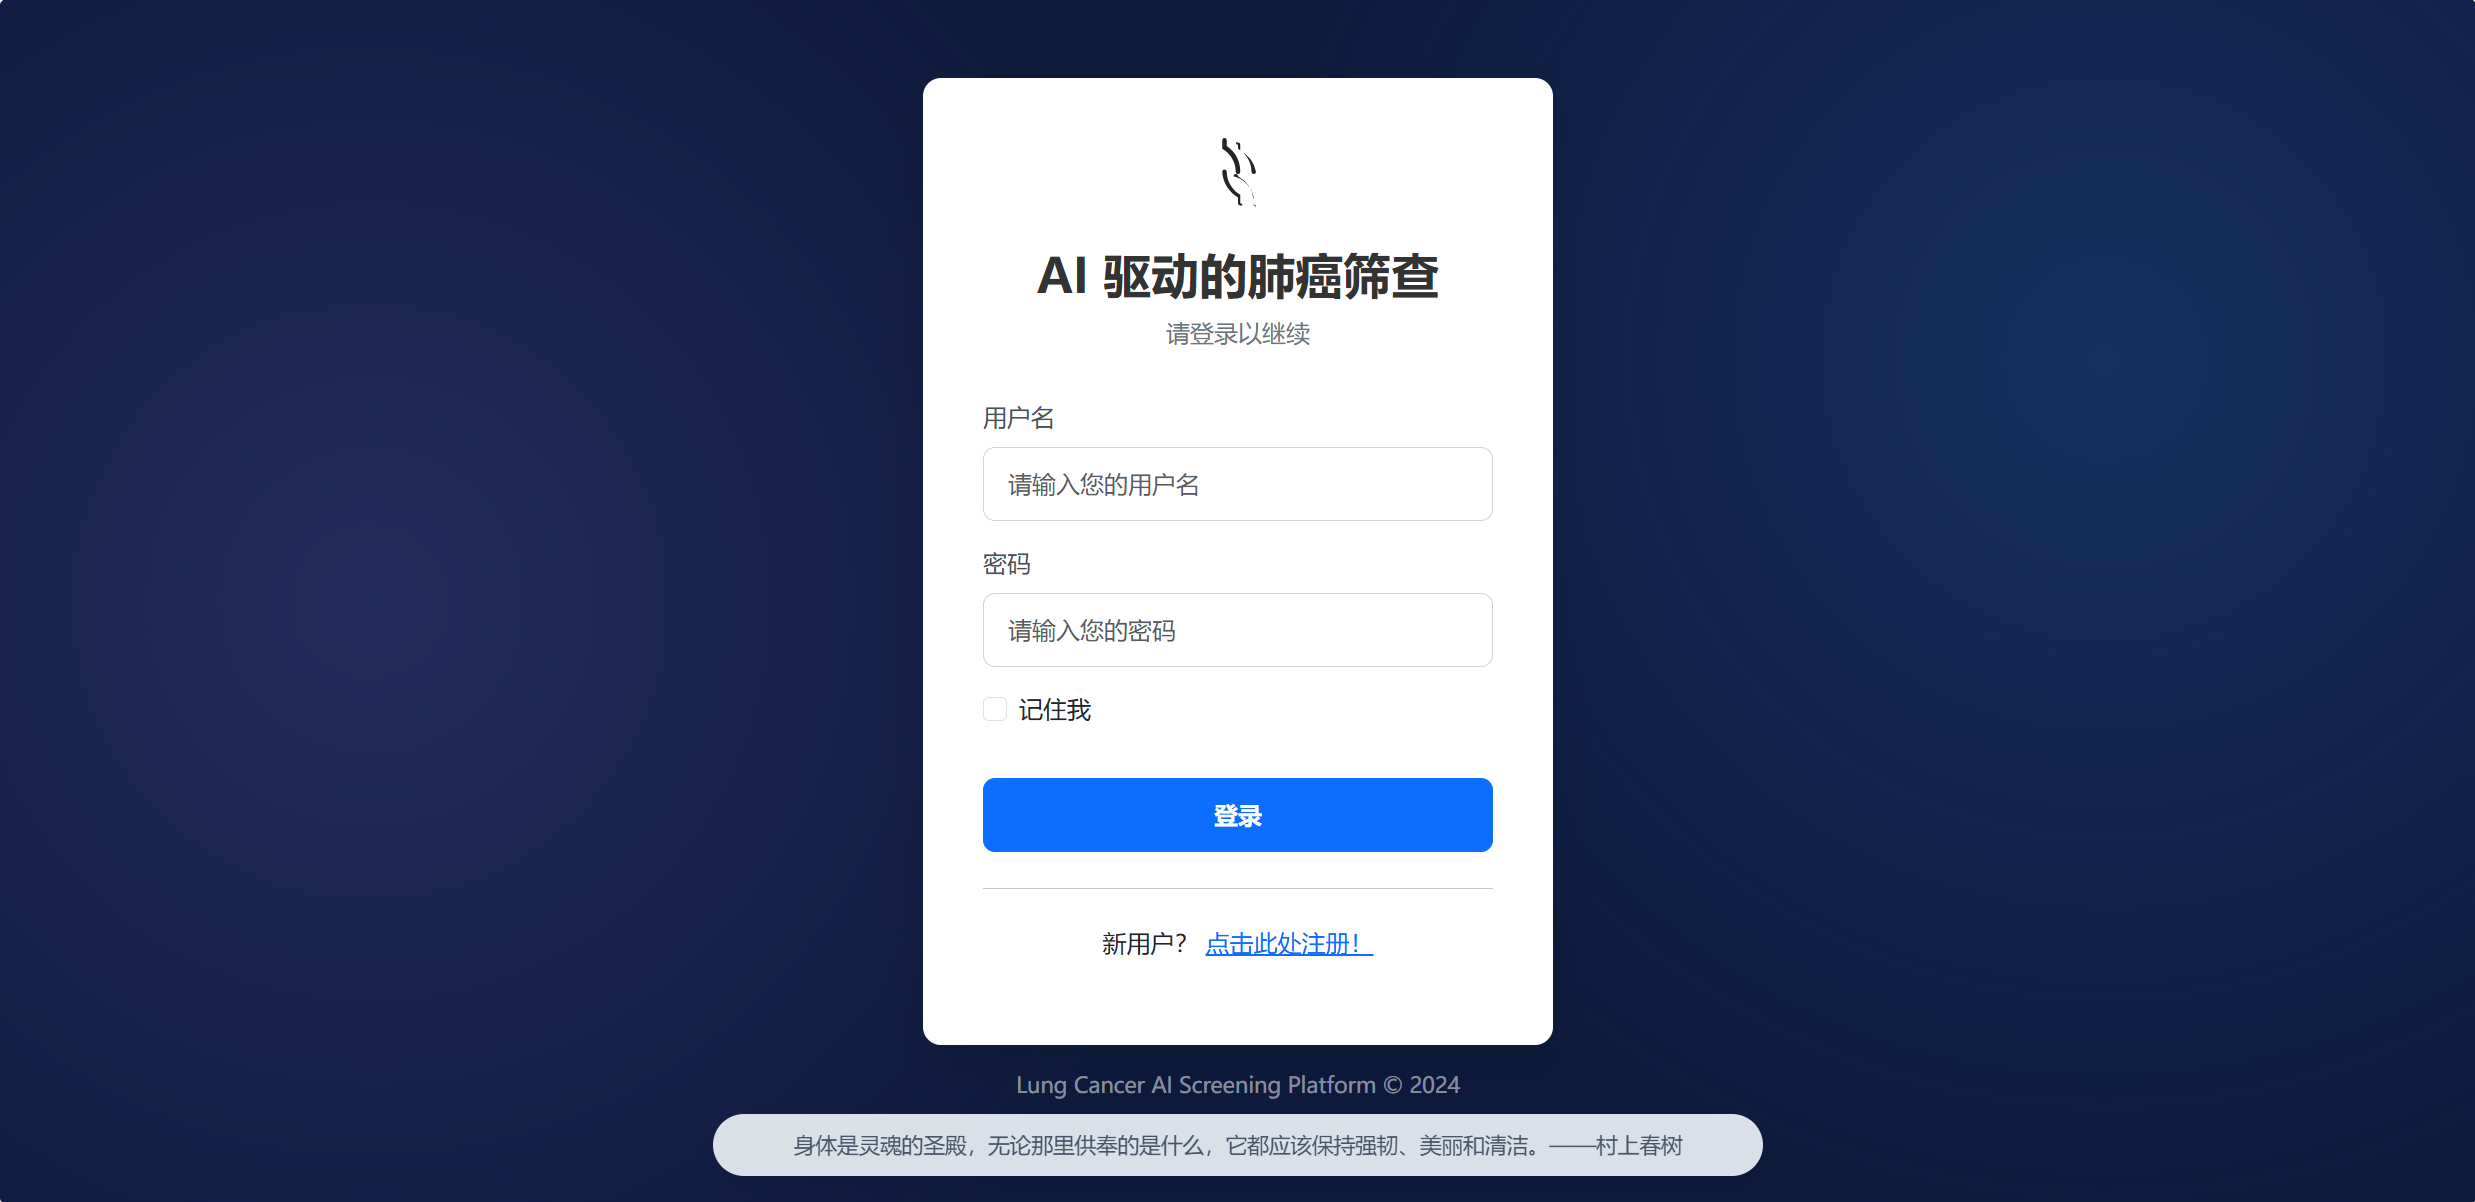 AI 驱动的肺癌筛查
请登录以继续
用户名
请输入您的用户名
密码
请输入您的密码
记住我
登录
新用户？ 点击此处注册！
Lung Cancer AI Screening Platform © 2024
身体是灵魂的圣殿，无论那里供奉的是什么，它都应该保持强韧、美丽和清洁。——村上春树